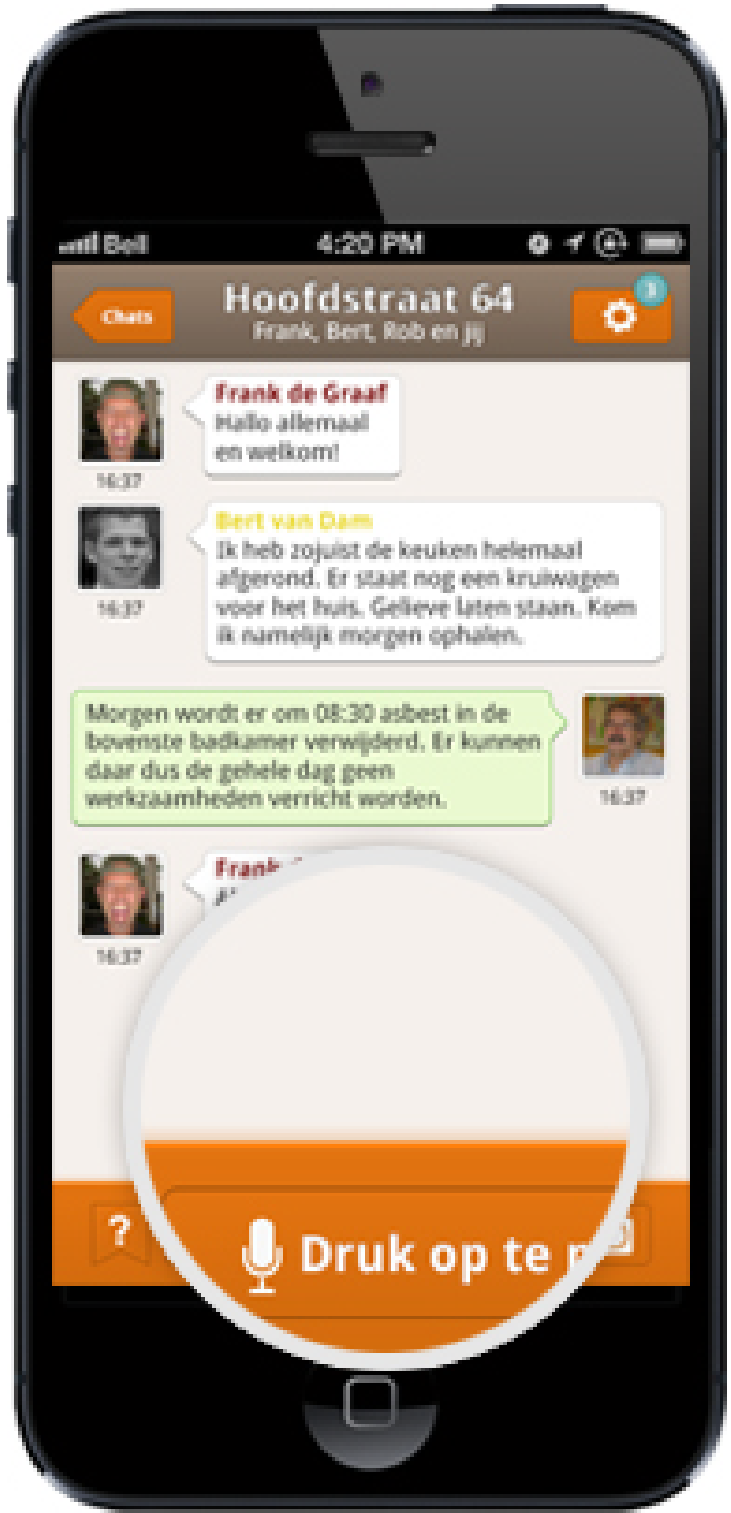 Bell 4:20 PM
Chats
Hoofdstraat 64
3
Frank, Bert, Rob en jij
Frank de Graaf
Hallo allemaal
en welkom!
16:37
Bert van Dam
Ik heb zojuist de keuken helemaal
afgerond. Er staat nog een kruiwagen
voor het huis. Gelieve laten staan. Kom
ik namelijk morgen ophalen.
16:37
Morgen wordt er om 08:30 asbest in de
bovenste badkamer verwijderd. Er kunnen
daar dus de gehele dag geen
werkzaamheden verricht worden.
16:37
Frank
16:37
?
Druk op te